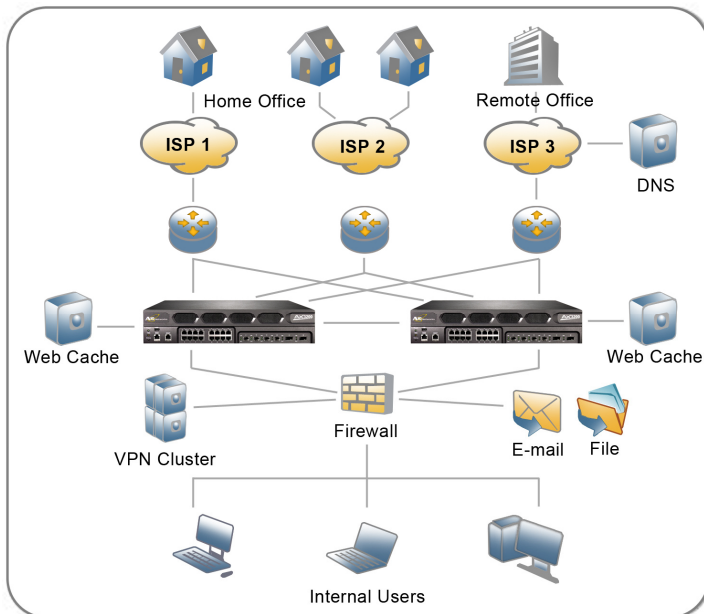 Home Office
Remote Office
ISP 1
ISP 2
ISP 3
DNS
Web Cache
Web Cache
VPN Cluster
Firewall
E-mail
File
Internal Users